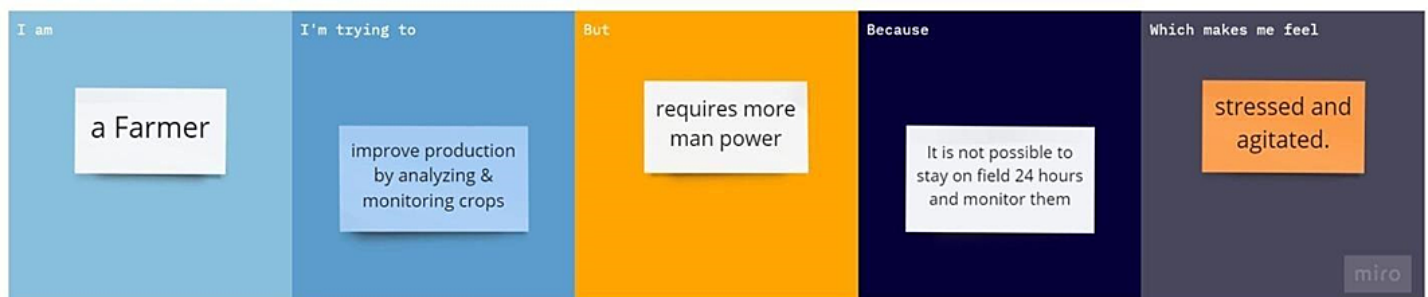 I am
a Farmer
I'm trying to
improve production
by analyzing &
monitoring crops
But
requires more
man power
Because
It is not possible to
stay on field 24 hours
and monitor them
Which makes me feel
stressed and
agitated.
miro